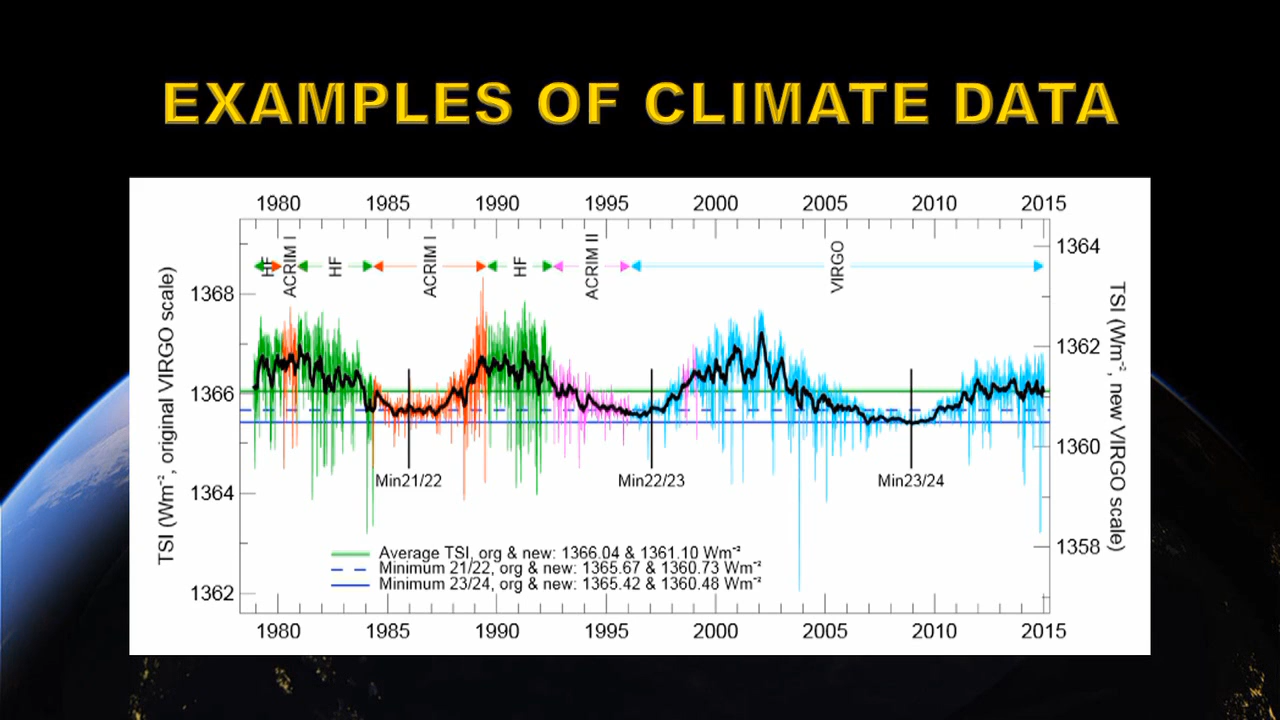 EXAMPLES OF CLIMATE DATA
1980 1985 1990 1995 2000 2005 2010 2015
HF ACRIM I HF ACRIM I HF ACRIM II VIRGO
TSI (Wm⁻², original VIRGO scale)
1368
1366
1364
1362
1364
1362
1360
1358
TSI (Wm⁻², new VIRGO scale)
Min21/22 Min22/23 Min23/24
Average TSI, org & new: 1366.04 & 1361.10 Wm⁻²
Minimum 21/22, org & new: 1365.67 & 1360.73 Wm⁻²
Minimum 23/24, org & new: 1365.42 & 1360.48 Wm⁻²
1980 1985 1990 1995 2000 2005 2010 2015